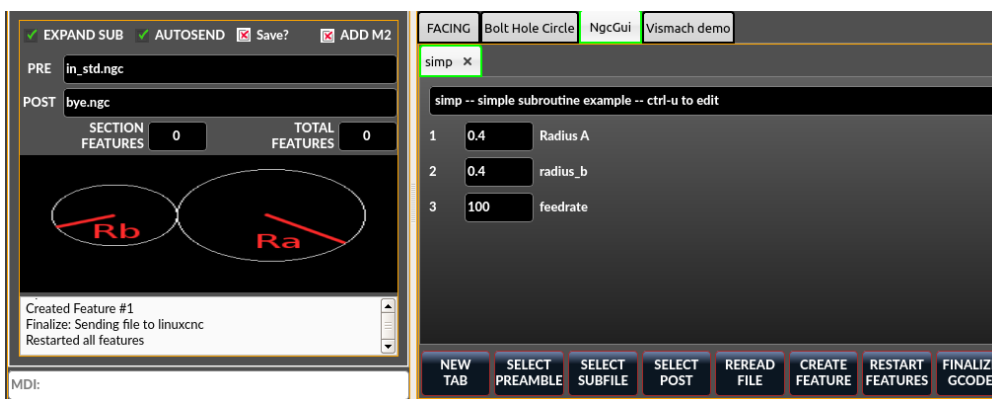 EXPAND SUB AUTOSEND Save? ADD M2
PRE in_std.ngc
POST bye.ngc
SECTION FEATURES 0 TOTAL FEATURES 0
Rb Ra
Created Feature #1
Finalize: Sending file to linuxcnc
Restarted all features
MDI:
FACING Bolt Hole Circle NgcGui Vismach demo
simp
simp -- simple subroutine example -- ctrl-u to edit
1 0.4 Radius A
2 0.4 radius_b
3 100 feedrate
NEW TAB SELECT PREAMBLE SELECT SUBFILE SELECT POST REREAD FILE CREATE FEATURE RESTART FEATURES FINALIZE GCODE